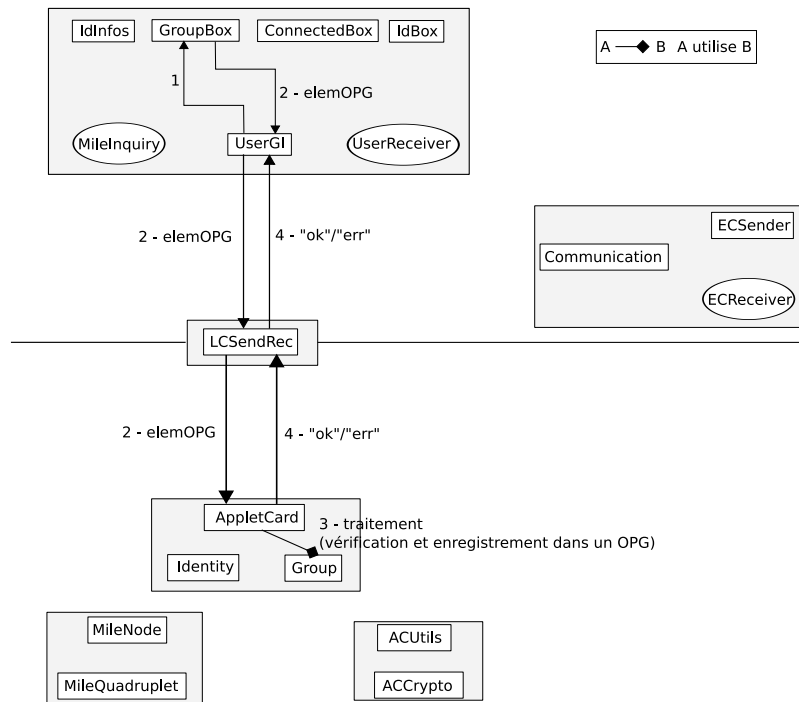 IdInfos
GroupBox
ConnectedBox
IdBox
A B A utilise B
1
2 - elemOPG
MileInquiry
UserGI
UserReceiver
2 - elemOPG
4 - "ok"/"err"
ECSender
Communication
ECReceiver
LCSendRec
2 - elemOPG
4 - "ok"/"err"
AppletCard
3 - traitement
(vérification et enregistrement dans un OPG)
Identity
Group
MileNode
MileQuadruplet
ACUtils
ACCrypto